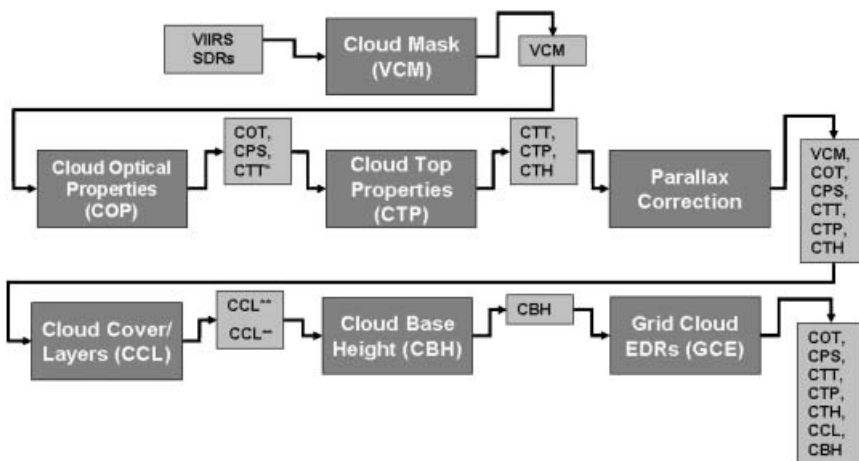 VIIRS
SDRs
Cloud Mask
(VCM)
VCM
Cloud Optical
Properties
(COP)
COT,
CPS,
CTT*
Cloud Top
Properties
(CTP)
CTT,
CTP,
CTH
Parallax
Correction
VCM,
COT,
CPS,
CTT,
CTP,
CTH
Cloud Cover/
Layers (CCL)
CCL**
CCL**
Cloud Base
Height (CBH)
CBH
Grid Cloud
EDRs (GCE)
COT,
CPS,
CTT,
CTP,
CTH,
CCL,
CBH